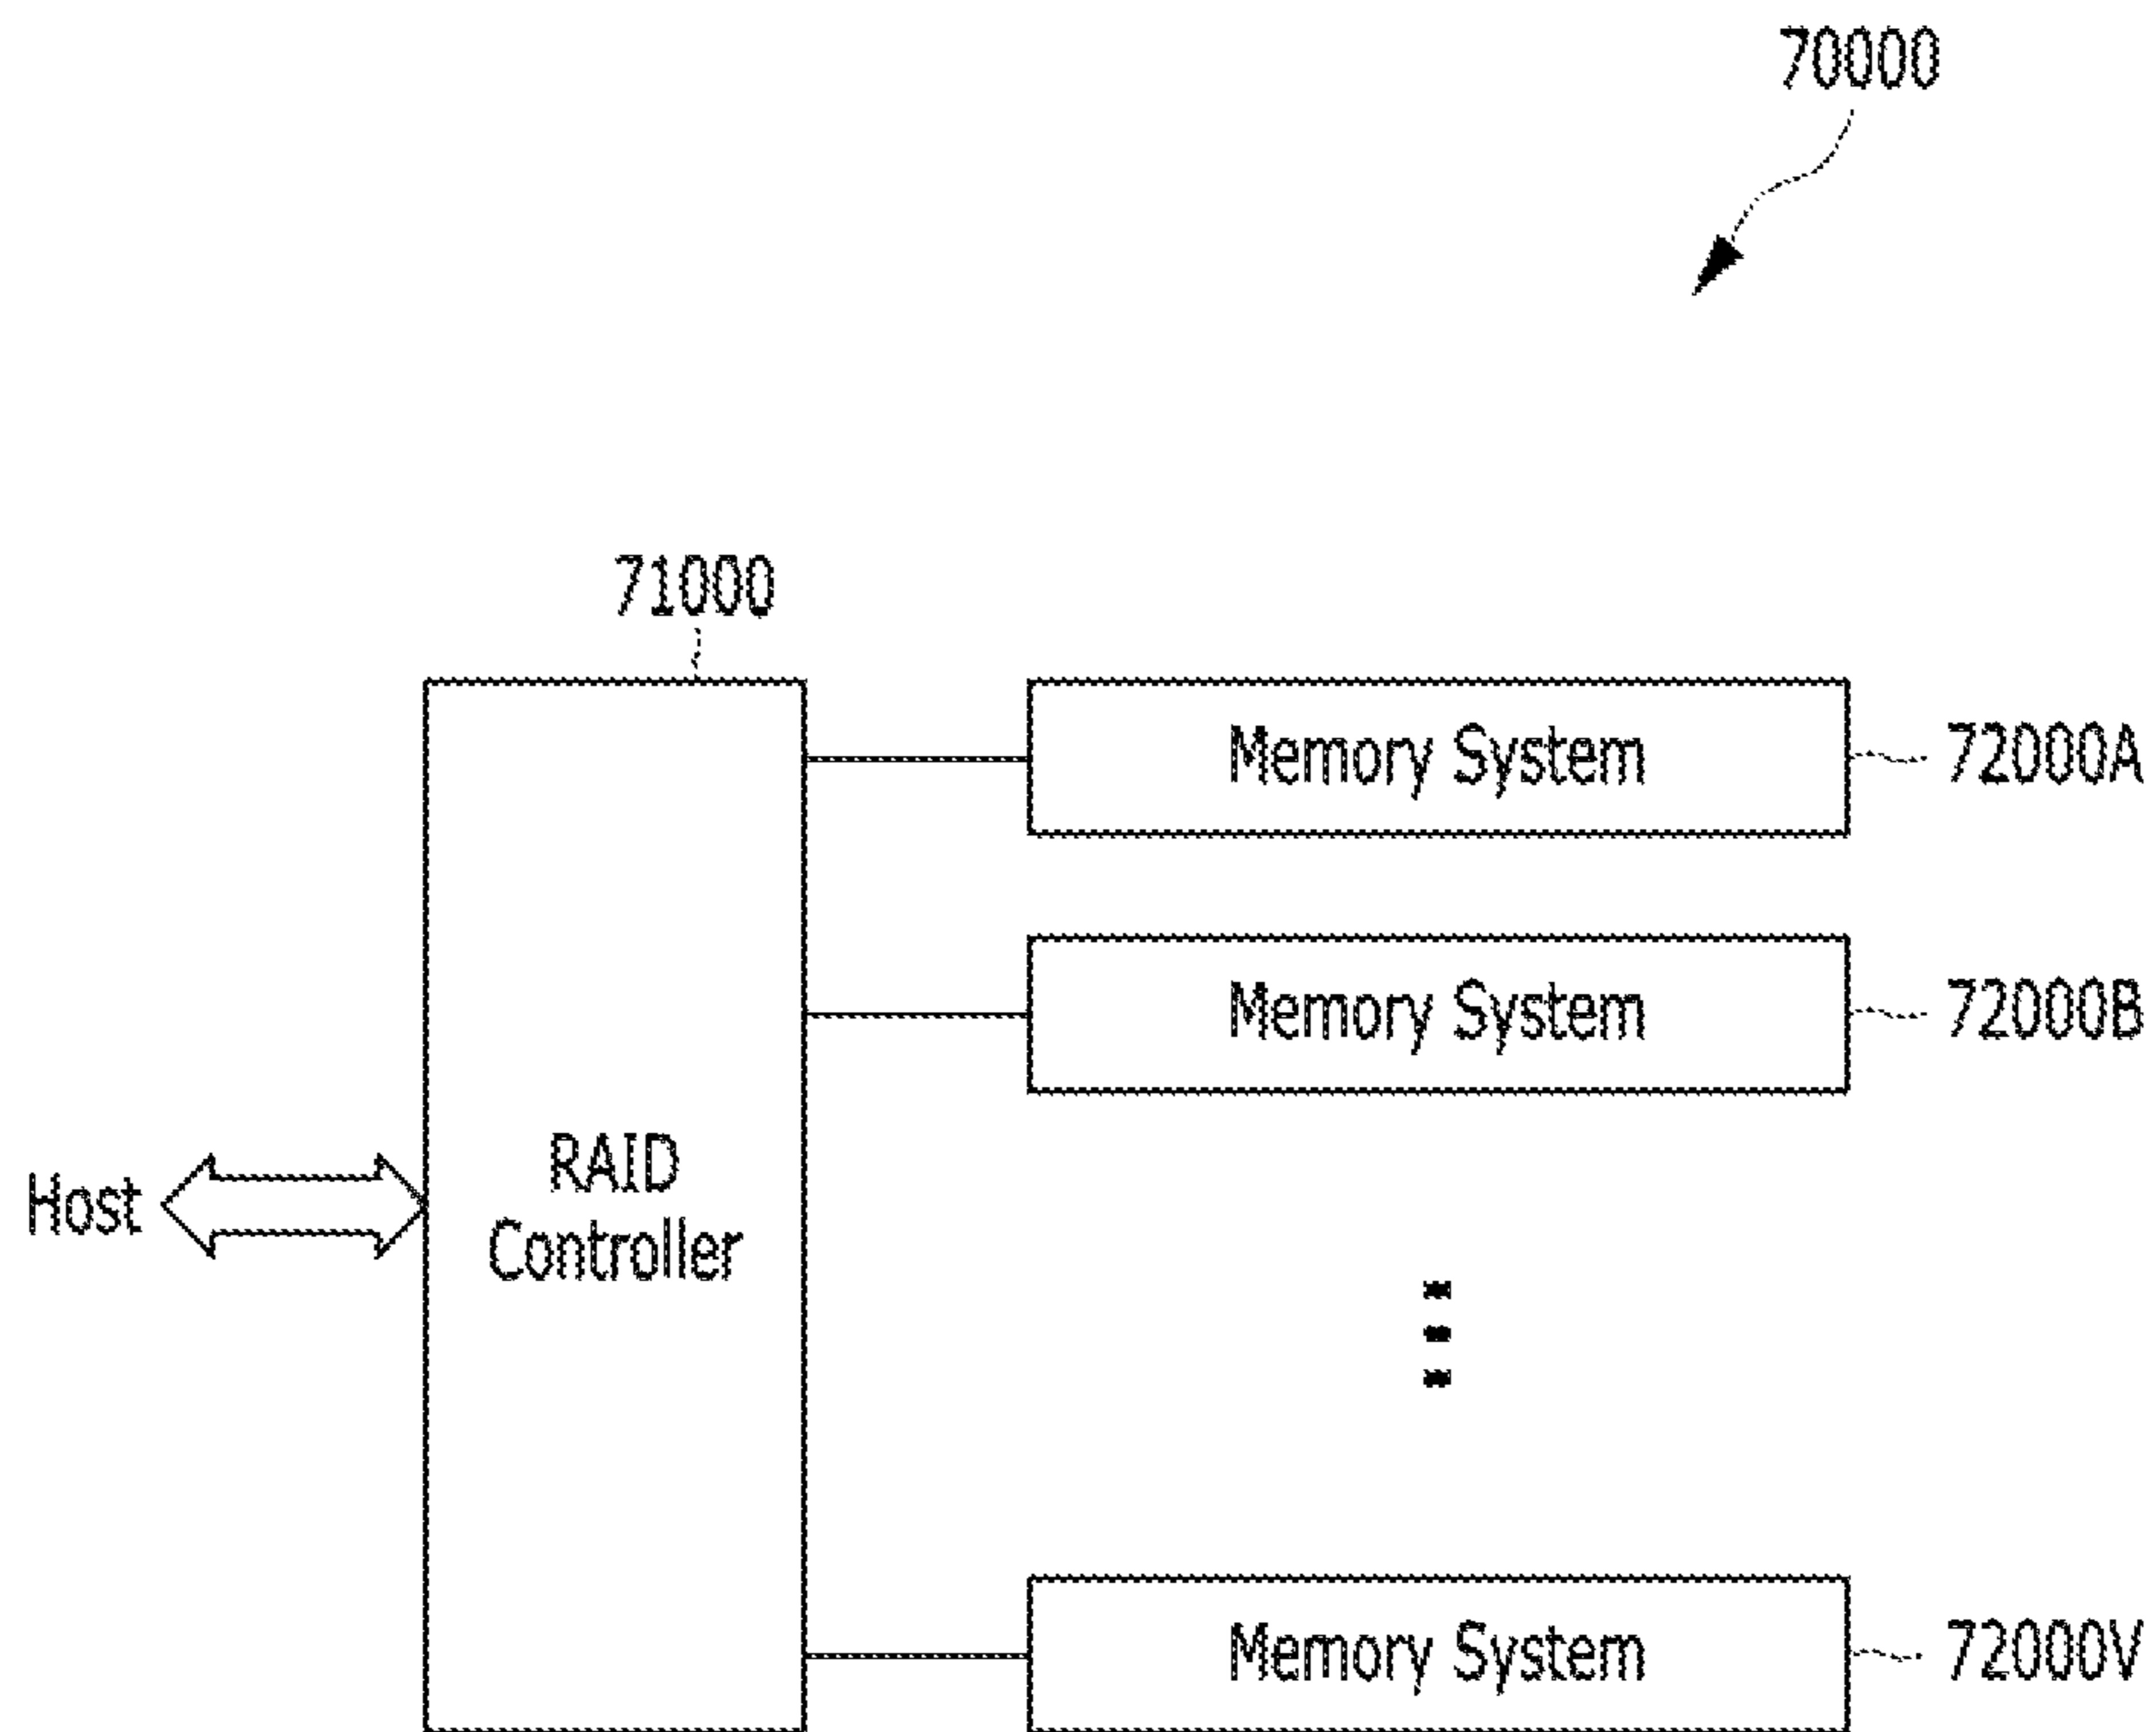 70000
71000
Memory System
72000A
Memory System
72000B
Host
RAID
Controller
Memory System
72000V